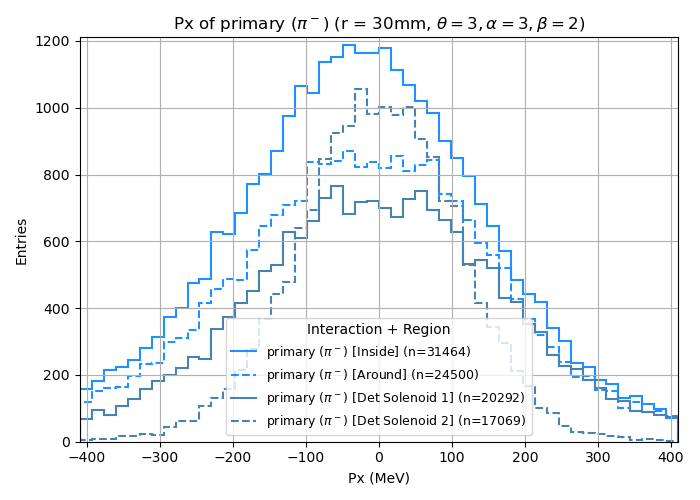 Px of primary (π⁻) (r = 30mm, θ = 3, α = 3, β = 2)
1200
1000
800
600
400
200
0
Entries
Interaction + Region
primary (π⁻) [Inside] (n=31464)
primary (π⁻) [Around] (n=24500)
primary (π⁻) [Det Solenoid 1] (n=20292)
primary (π⁻) [Det Solenoid 2] (n=17069)
−400 −300 −200 −100 0 100 200 300 400
Px (MeV)